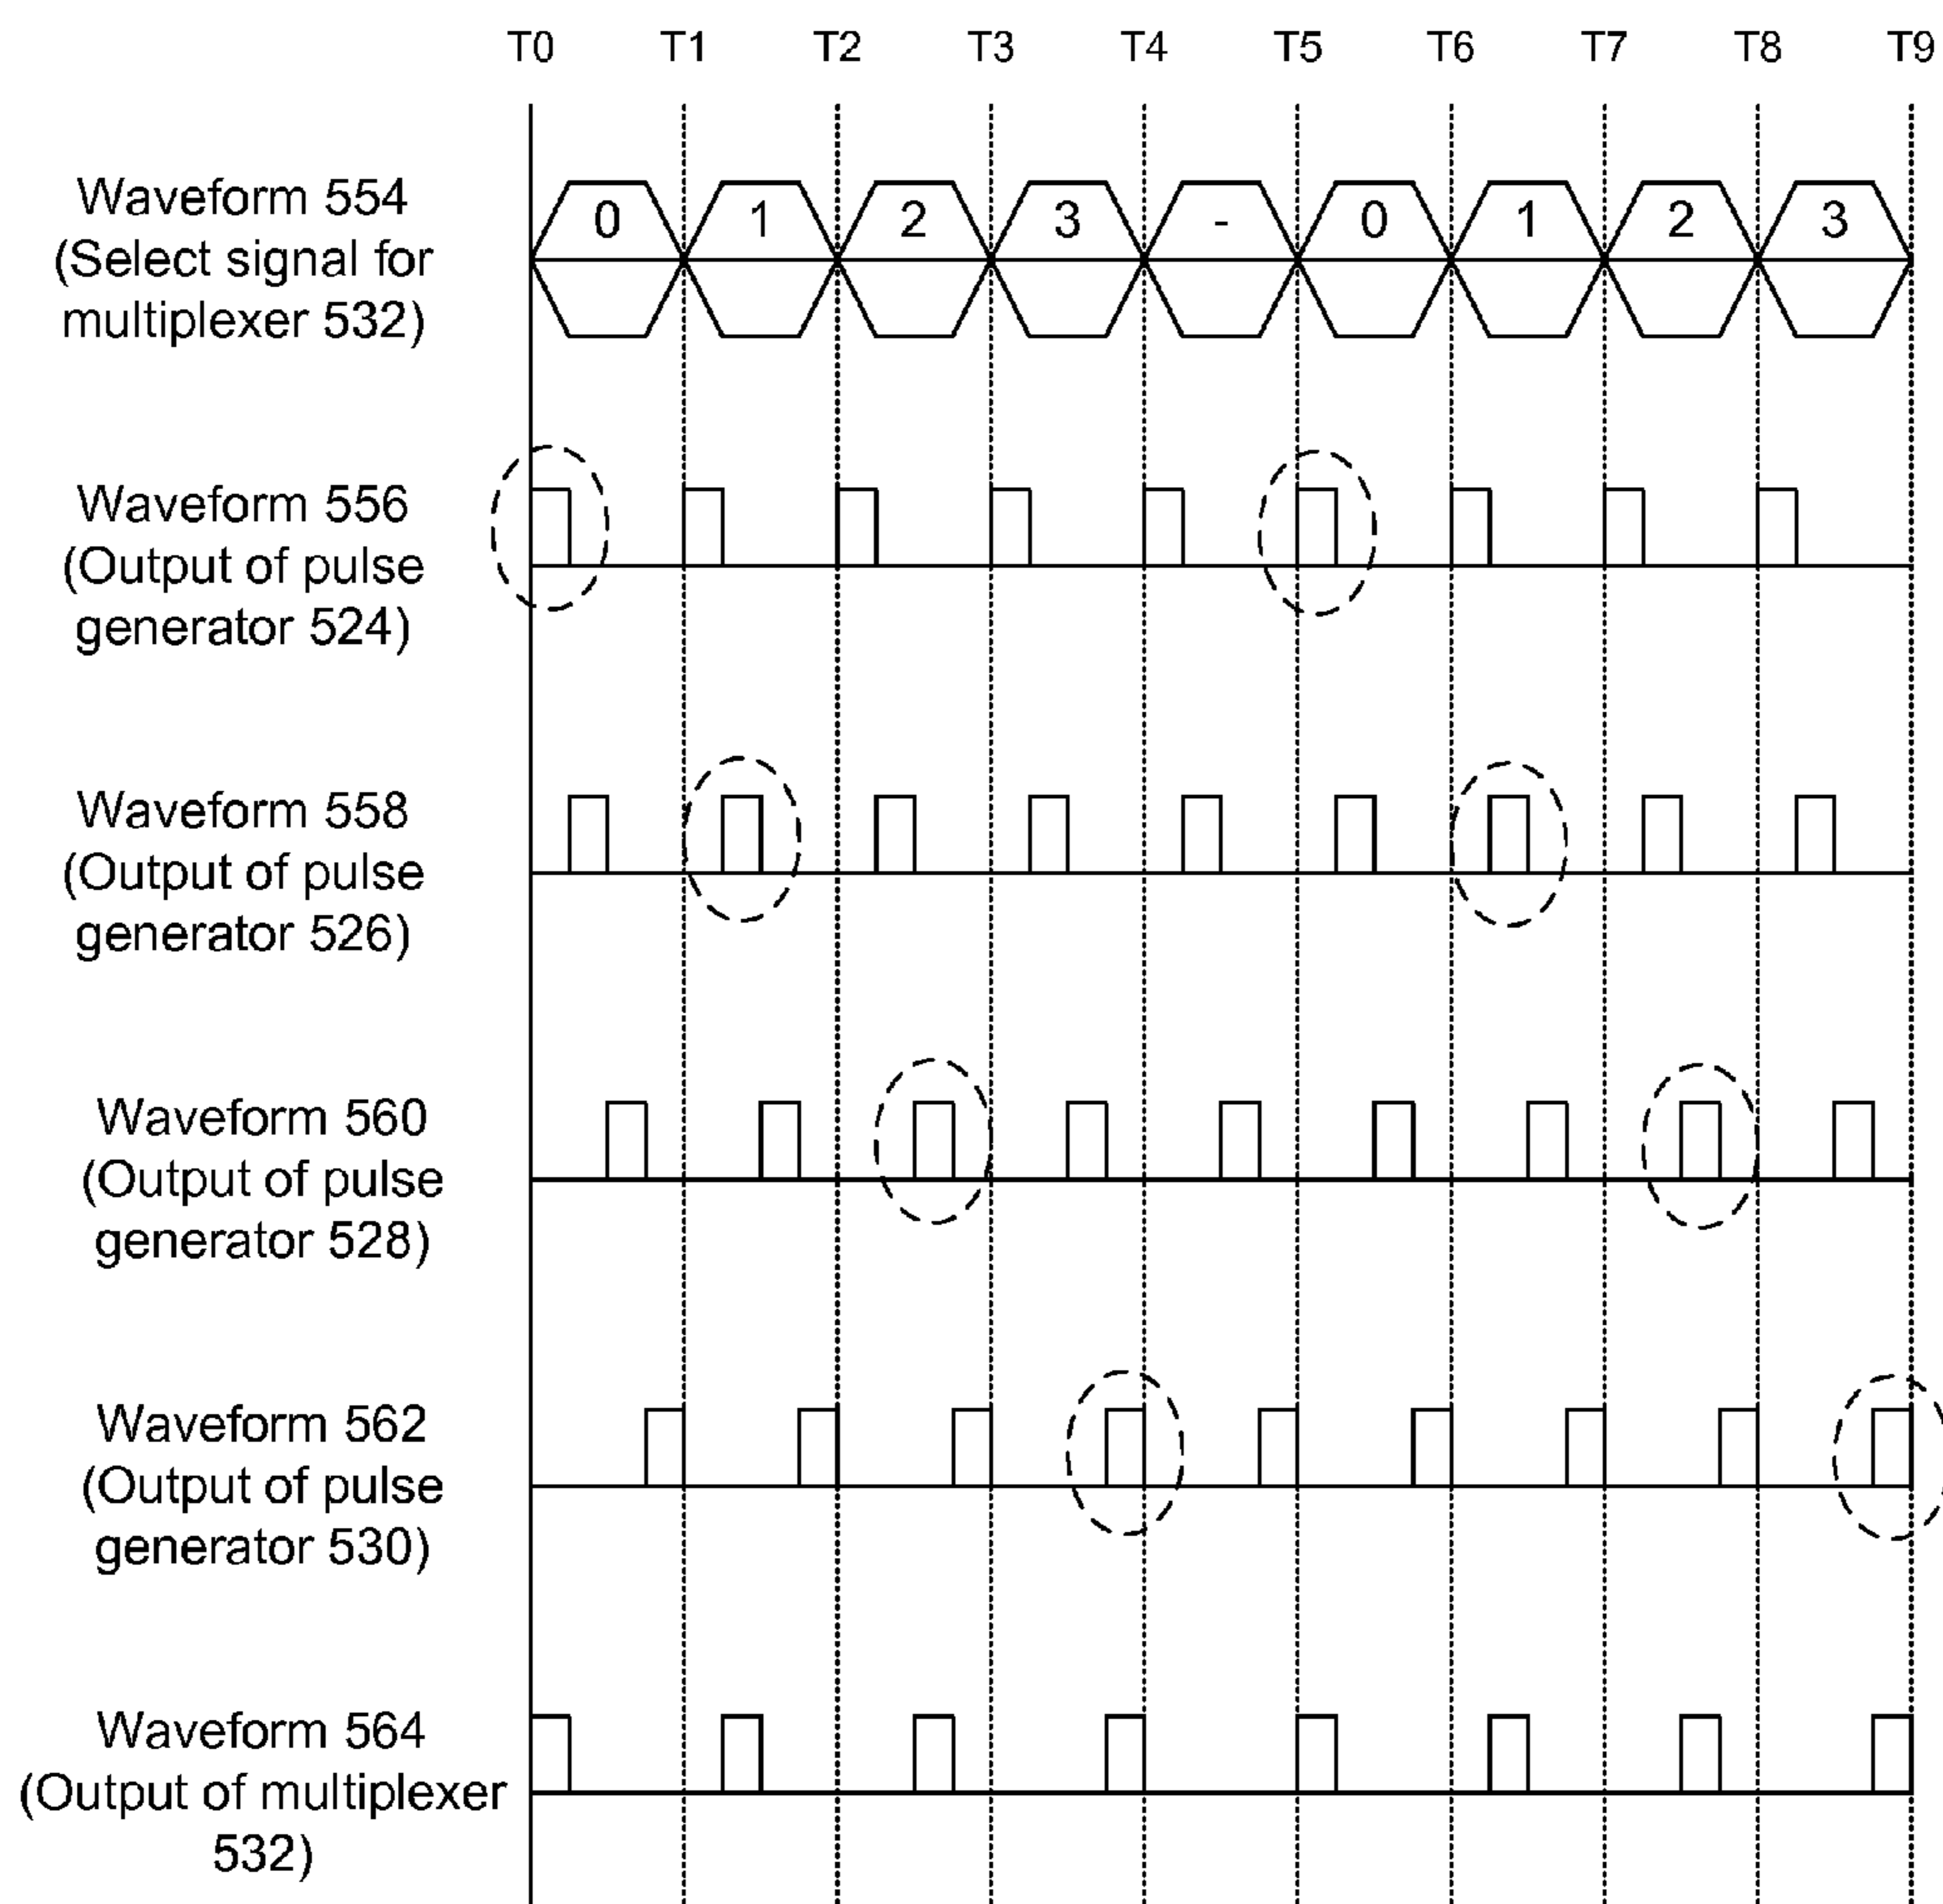 T0 T1 T2 T3 T4 T5 T6 T7 T8 T9
Waveform 554
(Select signal for
multiplexer 532)
0 1 2 3 - 0 1 2 3
Waveform 556
(Output of pulse
generator 524)
Waveform 558
(Output of pulse
generator 526)
Waveform 560
(Output of pulse
generator 528)
Waveform 562
(Output of pulse
generator 530)
Waveform 564
(Output of multiplexer
532)